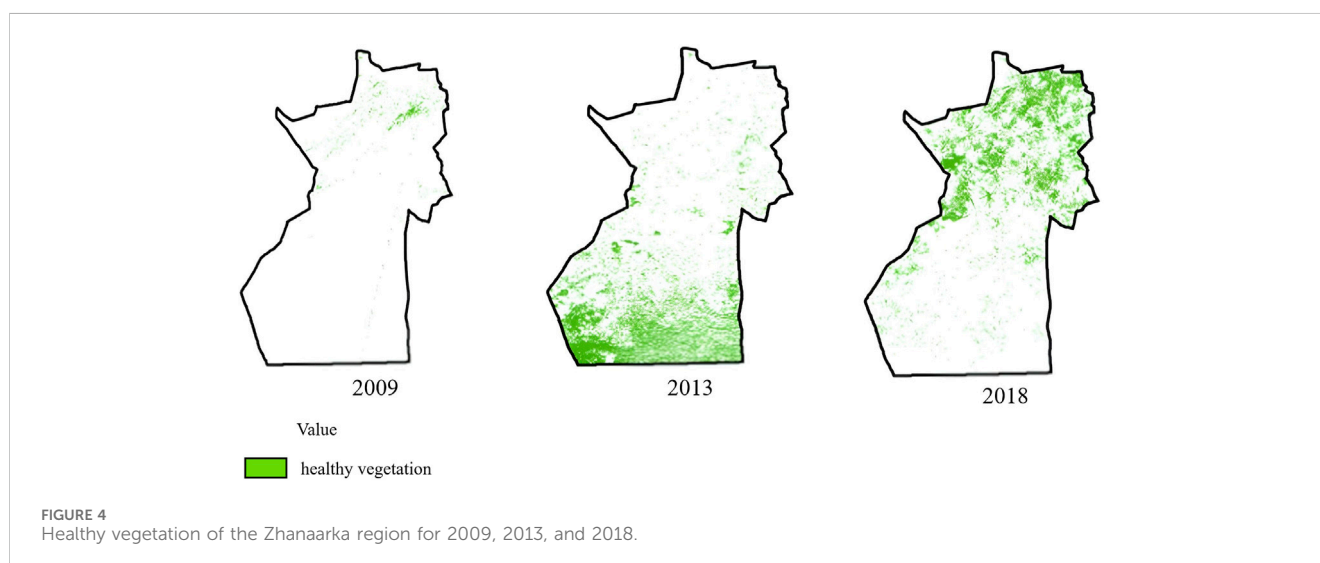 2009
2013
2018
Value
healthy vegetation
FIGURE 4
Healthy vegetation of the Zhanaarka region for 2009, 2013, and 2018.